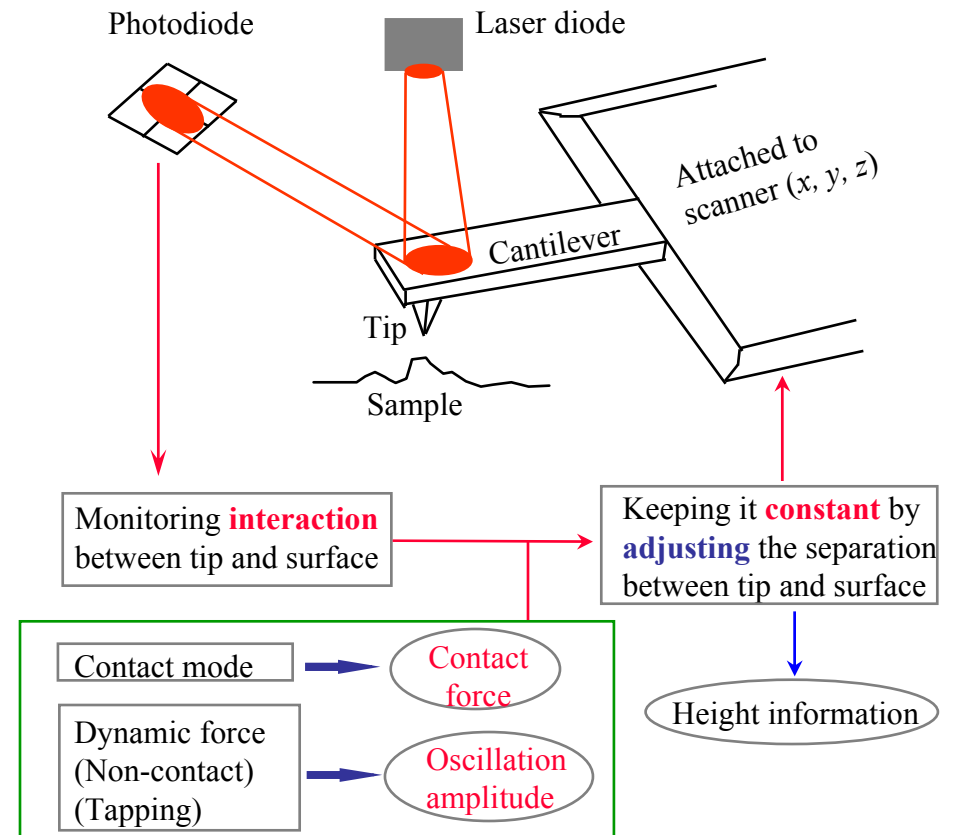 Photodiode
Laser diode
Attached to
scanner (x, y, z)
Cantilever
Tip
Sample
Monitoring interaction
between tip and surface
Keeping it constant by
adjusting the separation
between tip and surface
Contact mode
Contact
force
Dynamic force
(Non-contact)
(Tapping)
Oscillation
amplitude
Height information